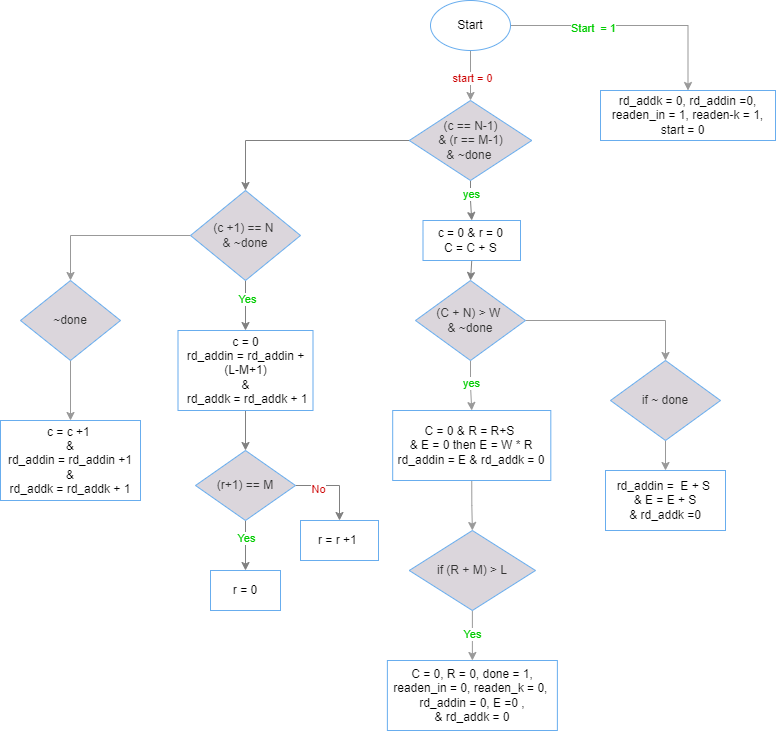 Start
Start = 1
start = 0
rd_addk = 0, rd_addin =0,
readen_in = 1, readen-k = 1,
start = 0
(c == N-1)
& (r == M-1)
& ~done
yes
(c +1) == N
& ~done
c = 0 & r = 0
C = C + S
Yes
~done
(C + N) > W
& ~done
c = 0
rd_addin = rd_addin +
(L-M+1)
&
rd_addk = rd_addk + 1
yes
if ~ done
c = c +1
&
rd_addin = rd_addin +1
&
rd_addk = rd_addk + 1
C = 0 & R = R+S
& E = 0 then E = W * R
rd_addin = E & rd_addk = 0
(r+1) == M
No
rd_addin = E + S
& E = E + S
& rd_addk =0
Yes
r = r +1
if (R + M) > L
r = 0
Yes
C = 0, R = 0, done = 1,
readen_in = 0, readen_k = 0,
rd_addin = 0, E =0 ,
& rd_addk = 0